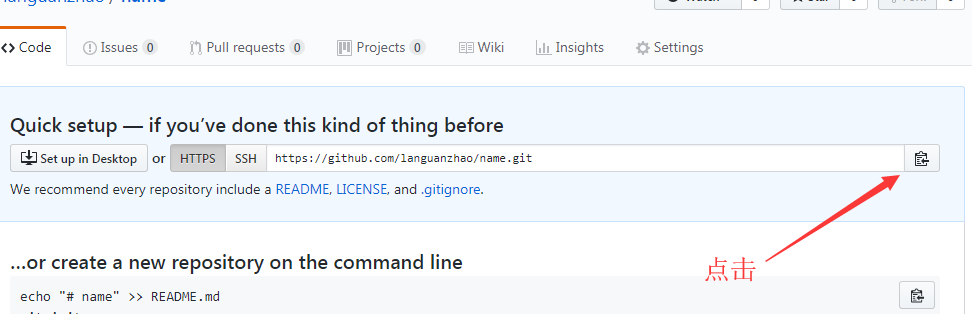 languanzhao / name
Code Issues 0 Pull requests 0 Projects 0 Wiki Insights Settings
Quick setup — if you've done this kind of thing before
Set up in Desktop or HTTPS SSH https://github.com/languanzhao/name.git
We recommend every repository include a README, LICENSE, and .gitignore.
点击
...or create a new repository on the command line
echo "# name" >> README.md